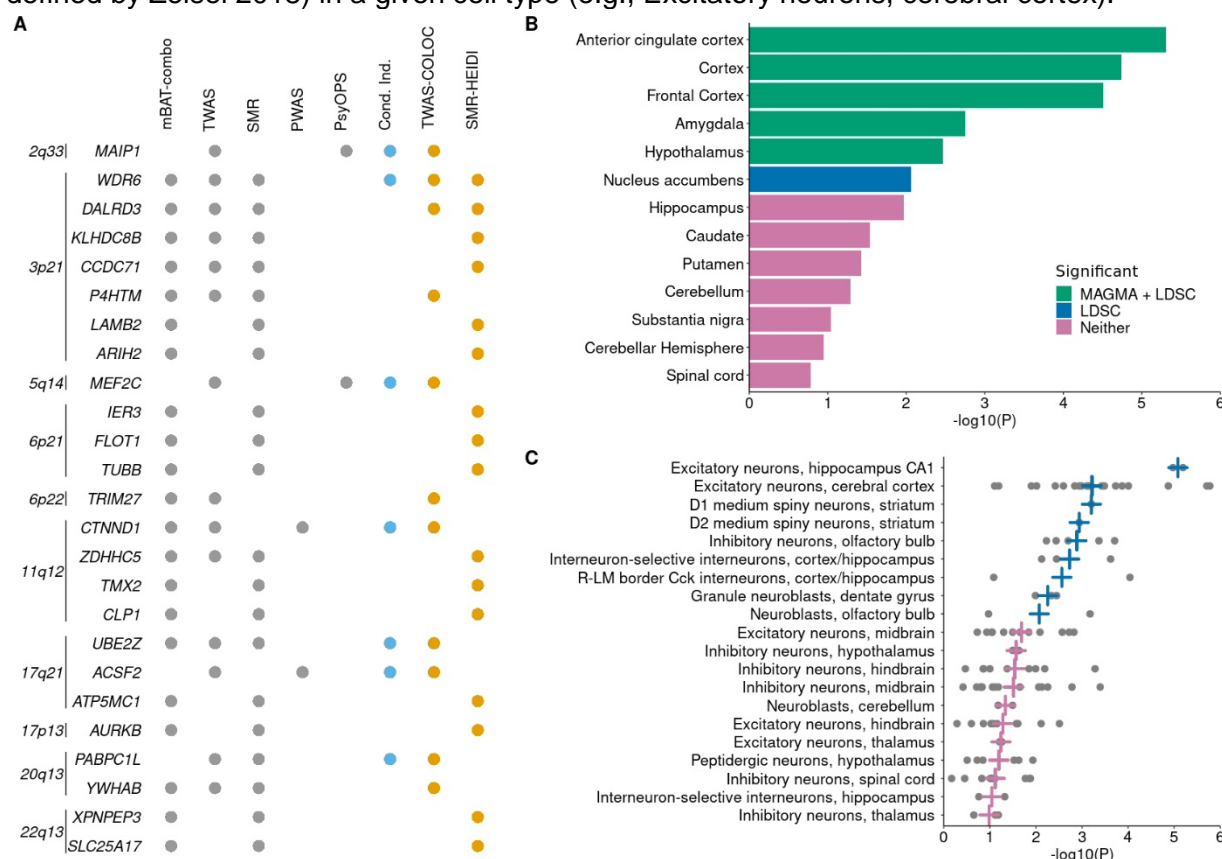 defined by Zeisel 2018) in a given cell type (e.g., Excitatory neurons, cerebral cortex).
A
mBAT-combo
TWAS
SMR
PWAS
PsyOPS
Cond. Ind.
TWAS-COLOC
SMR-HEIDI
2q33 MAIP1
WDR6
DALRD3
KLHDC8B
3p21 CCDC71
P4HTM
LAMB2
ARIH2
5q14 MEF2C
IER3
6p21 FLOT1
TUBB
6p22 TRIM27
CTNND1
11q12 ZDHHC5
TMX2
CLP1
UBE2Z
17q21 ACSF2
ATP5MC1
17p13 AURKB
20q13 PABPC1L
YWHAB
22q13 XPNPEP3
SLC25A17
B
Anterior cingulate cortex
Cortex
Frontal Cortex
Amygdala
Hypothalamus
Nucleus accumbens
Hippocampus
Caudate
Putamen
Cerebellum
Substantia nigra
Cerebellar Hemisphere
Spinal cord
Significant
MAGMA + LDSC
LDSC
Neither
0 1 2 3 4 5 6
-log10(P)
C
Excitatory neurons, hippocampus CA1
Excitatory neurons, cerebral cortex
D1 medium spiny neurons, striatum
D2 medium spiny neurons, striatum
Inhibitory neurons, olfactory bulb
Interneuron-selective interneurons, cortex/hippocampus
R-LM border Cck interneurons, cortex/hippocampus
Granule neuroblasts, dentate gyrus
Neuroblasts, olfactory bulb
Excitatory neurons, midbrain
Inhibitory neurons, hypothalamus
Inhibitory neurons, hindbrain
Inhibitory neurons, midbrain
Neuroblasts, cerebellum
Excitatory neurons, hindbrain
Excitatory neurons, thalamus
Peptidergic neurons, hypothalamus
Inhibitory neurons, spinal cord
Interneuron-selective interneurons, hippocampus
Inhibitory neurons, thalamus
0 1 2 3 4 5 6
-log10(P)